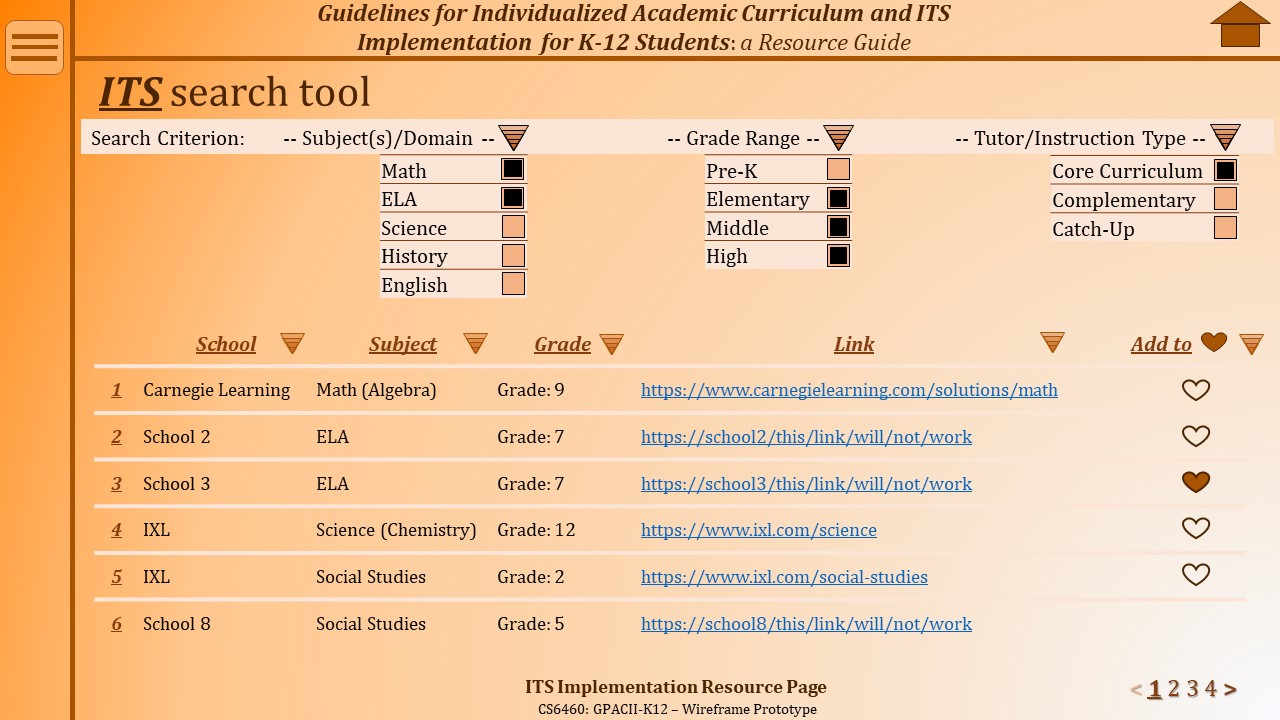 Guidelines for Individualized Academic Curriculum and ITS
Implementation for K-12 Students: a Resource Guide
ITS search tool
Search Criterion: -- Subject(s)/Domain -- -- Grade Range -- -- Tutor/Instruction Type --
Math Pre-K Core Curriculum
ELA Elementary Complementary
Science Middle Catch-Up
History High
English
School Subject Grade Link Add to
1 Carnegie Learning Math (Algebra) Grade: 9 https://www.carnegielearning.com/solutions/math
2 School 2 ELA Grade: 7 https://school2/this/link/will/not/work
3 School 3 ELA Grade: 7 https://school3/this/link/will/not/work
4 IXL Science (Chemistry) Grade: 12 https://www.ixl.com/science
5 IXL Social Studies Grade: 2 https://www.ixl.com/social-studies
6 School 8 Social Studies Grade: 5 https://school8/this/link/will/not/work
ITS Implementation Resource Page
CS6460: GPACII-K12 – Wireframe Prototype
< 1 2 3 4 >